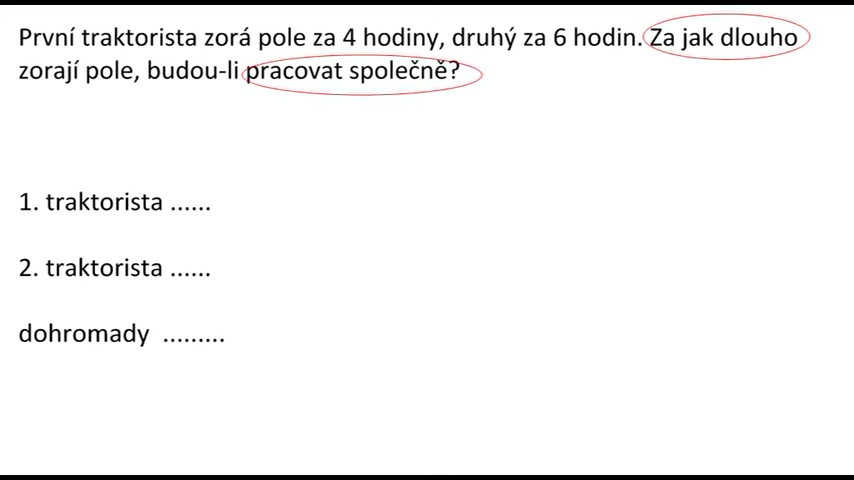 První traktorista zorá pole za 4 hodiny, druhý za 6 hodin. Za jak dlouho
zorají pole, budou-li pracovat společně?
1. traktorista ......
2. traktorista ......
dohromady .........